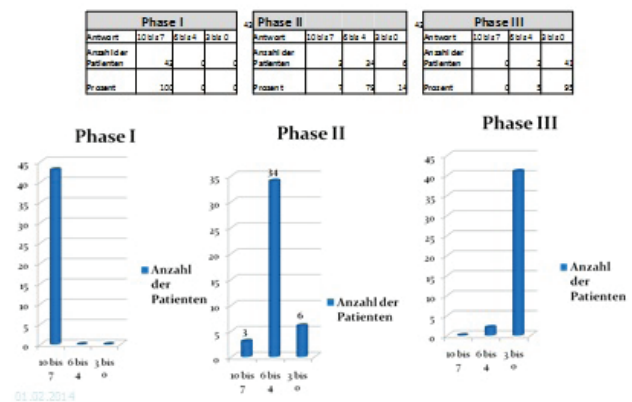 Phase I
Antwort 10 bis 7 6 bis 4 3 bis 0
Anzahl der
Patienten 0 0
Prozent 100 0 0
Phase II
Antwort 10 bis 7 6 bis 4 3 bis 0
Anzahl der
Patienten
Prozent 7 79 14
Phase III
Antwort 10 bis 7 6 bis 4 3 bis 0
Anzahl der
Patienten 0 2 41
Prozent 0 5 95
Phase I
45
40
35
30
25
20
15
10
5
0
10 bis 6 bis 3 bis
7 4 0
Anzahl
der
Patienten
Phase II
35
30
25
20
15
10
5
0
34
3
6
10 bis 6 bis 3 bis
7 4 0
Anzahl der
Patienten
Phase III
45
40
35
30
25
20
15
10
5
0
10 bis 6 bis 3 bis
7 4 0
Anzahl
der
Patienten
01.02.2014